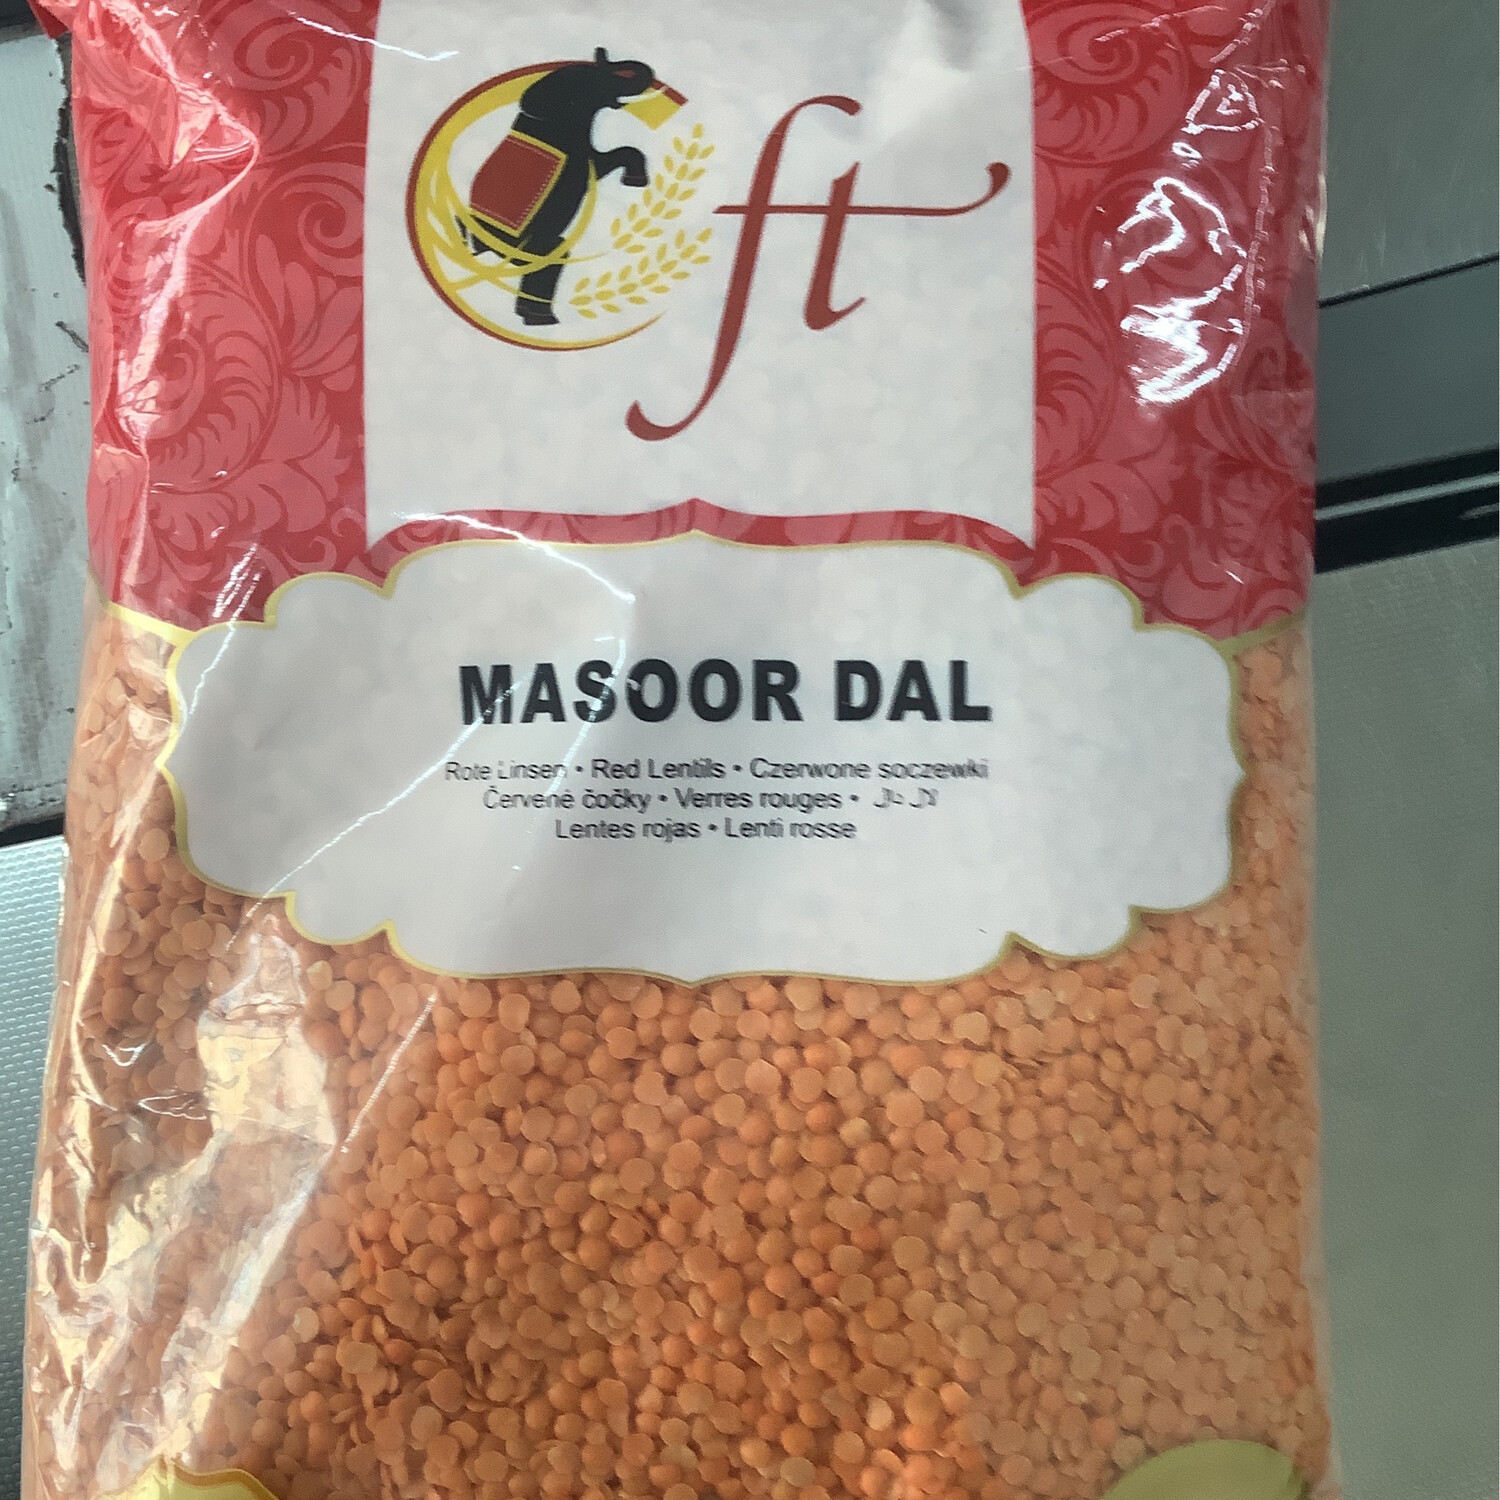 ft
MASOOR DAL
Rote Linsen • Red Lentils • Czerwone soczewki
Červené čočky • Verres rouges •
Lentes rojas • Lenti rosse